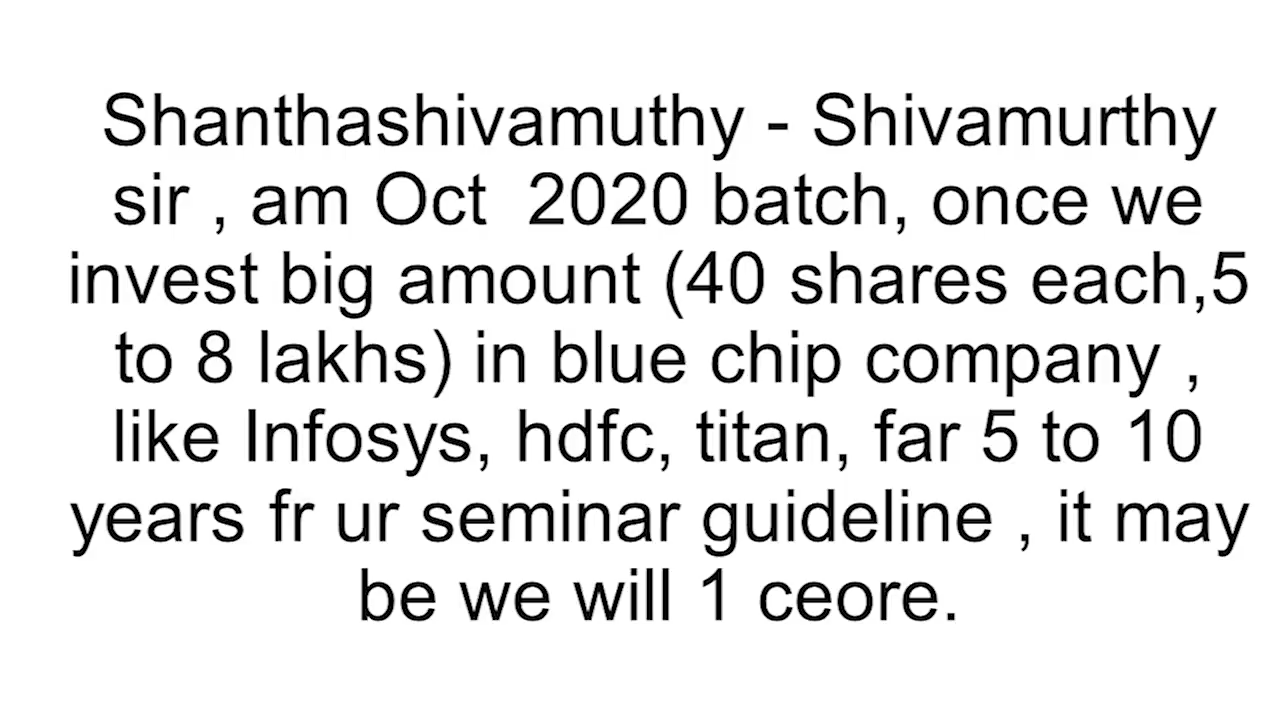 Shanthashivamuthy - Shivamurthy
sir , am Oct  2020 batch, once we
invest big amount (40 shares each,5
to 8 lakhs) in blue chip company ,
like Infosys, hdfc, titan, far 5 to 10
years fr ur seminar guideline , it may
be we will 1 ceore.